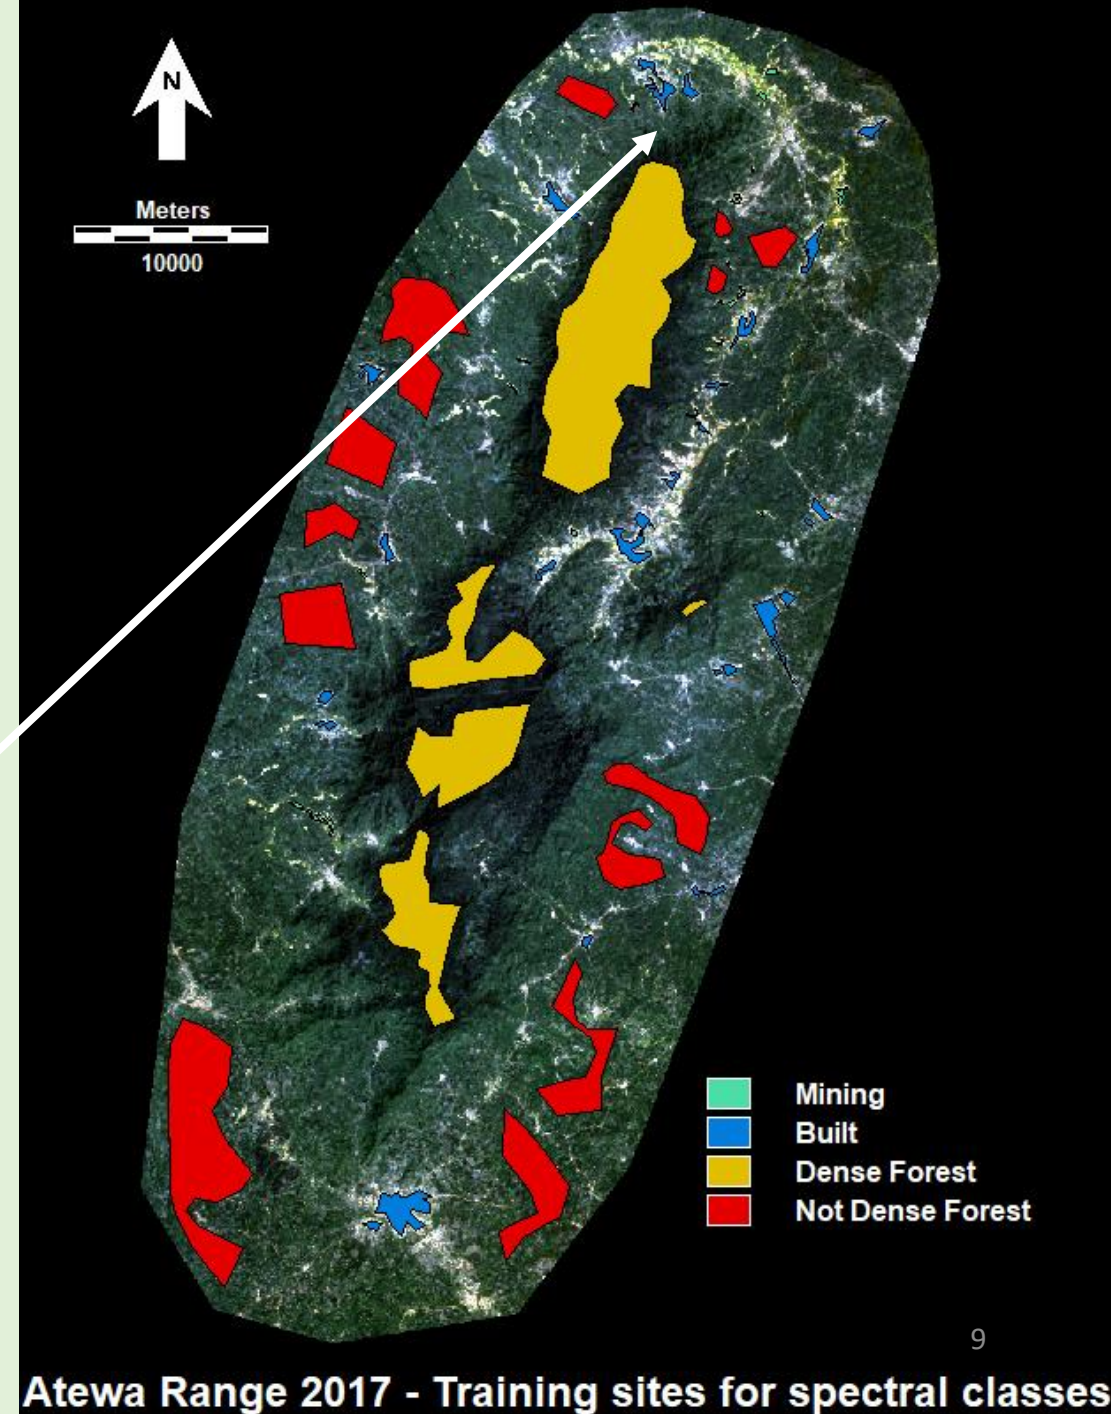 N
Meters
10000
Mining
Built
Dense Forest
Not Dense Forest
9
Atewa Range 2017 - Training sites for spectral classes